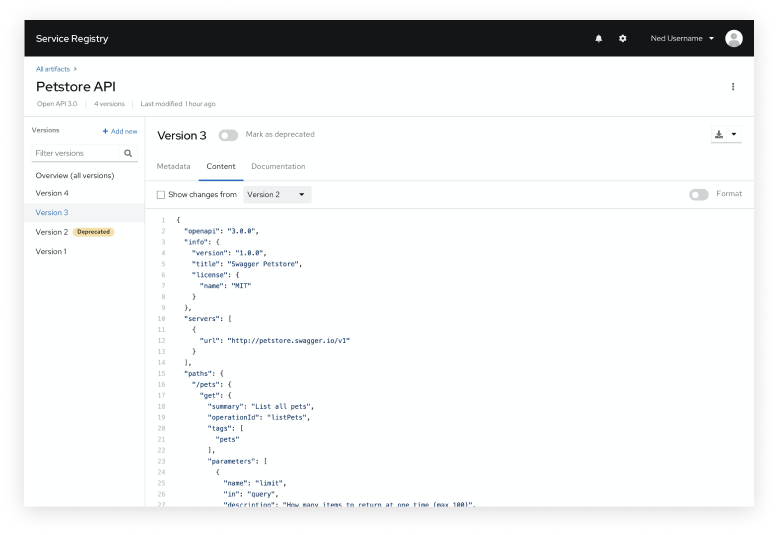 Service Registry
Ned Username
All artifacts >
Petstore API
Open API 3.0 | 4 versions | Last modified 1 hour ago
Versions
+ Add new
Filter versions
Overview (all versions)
Version 4
Version 3
Version 2 Deprecated
Version 1
Version 3 Mark as deprecated
Metadata Content Documentation
Show changes from Version 2 Format
1 {
2 "openapi": "3.0.0",
3 "info": {
4 "version": "1.0.0",
5 "title": "Swagger Petstore",
6 "license": {
7 "name": "MIT"
8 }
9 },
10 "servers": [
11 {
12 "url": "http://petstore.swagger.io/v1"
13 }
14 ],
15 "paths": {
16 "/pets": {
17 "get": {
18 "summary": "List all pets",
19 "operationId": "listPets",
20 "tags": [
21 "pets"
22 ],
23 "parameters": [
24 {
25 "name": "limit",
26 "in": "query",
27 "description": "How many items to return at one time (max 100)",